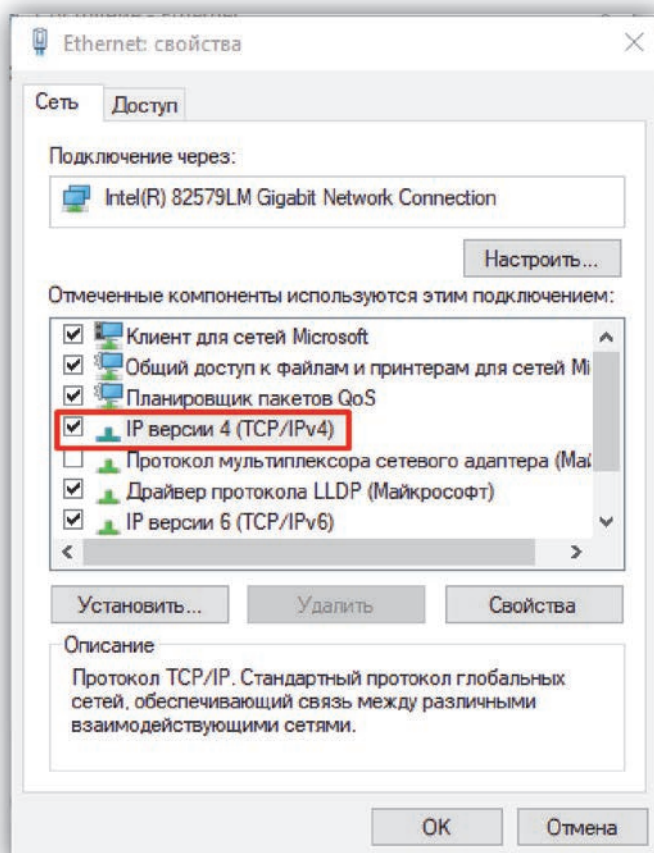 Ethernet: свойства
Сеть
Доступ
Подключение через:
Intel(R) 82579LM Gigabit Network Connection
Настроить...
Отмеченные компоненты используются этим подключением:
Клиент для сетей Microsoft
Общий доступ к файлам и принтерам для сетей Mi
Планировщик пакетов QoS
IP версии 4 (TCP/IPv4)
Протокол мультиплексора сетевого адаптера (Май
Драйвер протокола LLDP (Майкрософт)
IP версии 6 (TCP/IPv6)
Установить...
Удалить
Свойства
Описание
Протокол TCP/IP. Стандартный протокол глобальных
сетей, обеспечивающий связь между различными
взаимодействующими сетями.
OK
Отмена